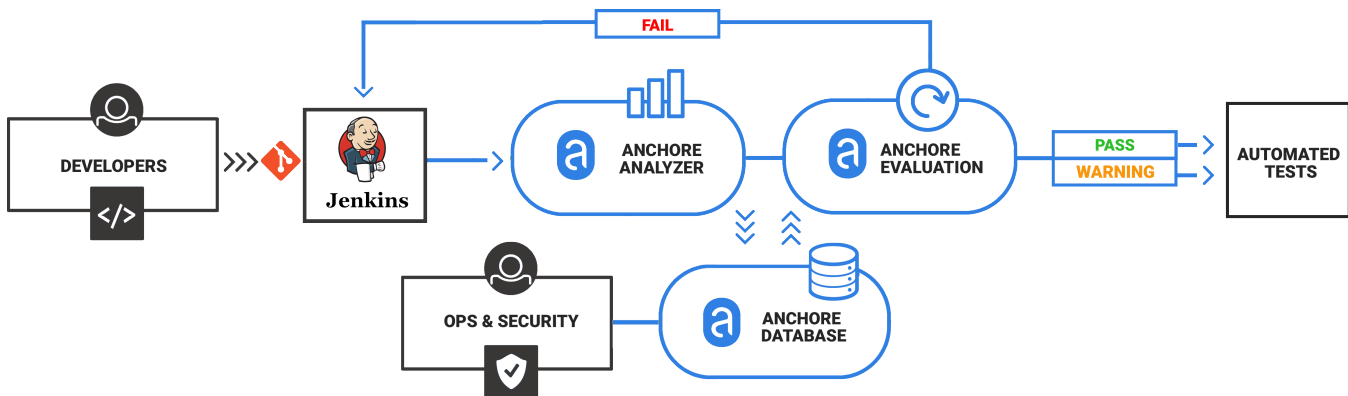 FAIL
DEVELOPERS
</>
Jenkins
ANCHORE
ANALYZER
ANCHORE
EVALUATION
PASS
WARNING
AUTOMATED
TESTS
OPS & SECURITY
ANCHORE
DATABASE